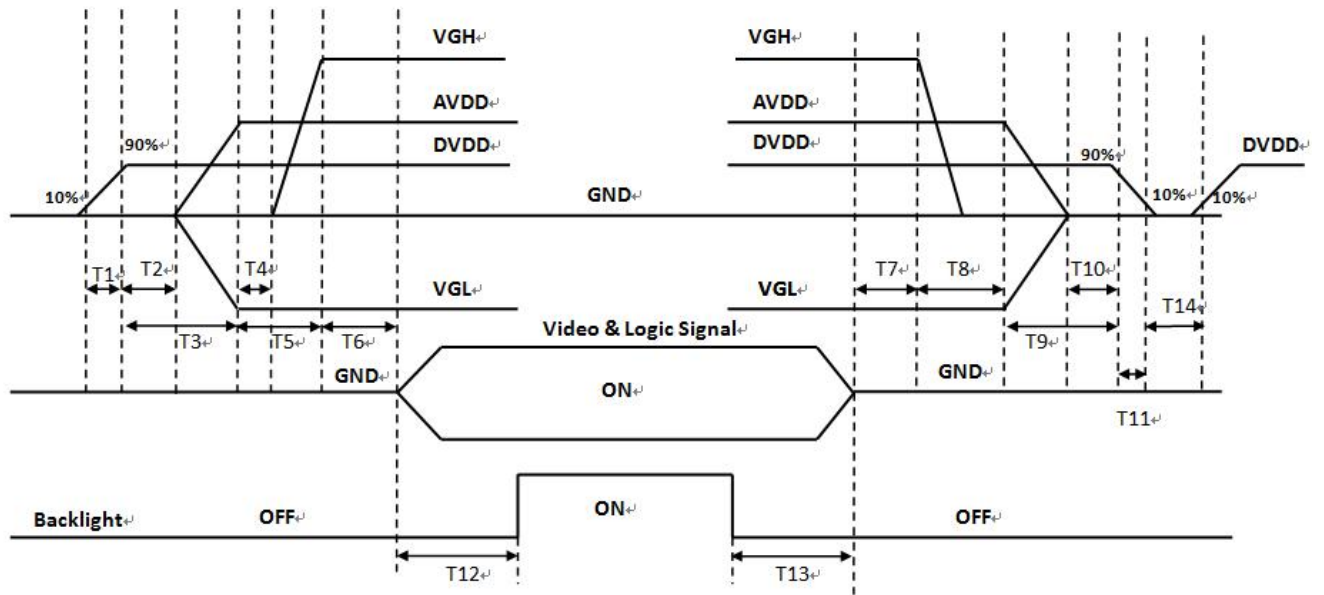 VGH VGH
AVDD AVDD
90% DVDD DVDD 90% DVDD
10% GND 10% 10%
T1 T2 T4 T7 T8 T10
VGL VGL T14
T3 T5 T6 Video & Logic Signal T9
GND ON GND
T11
Backlight OFF ON OFF
T12 T13